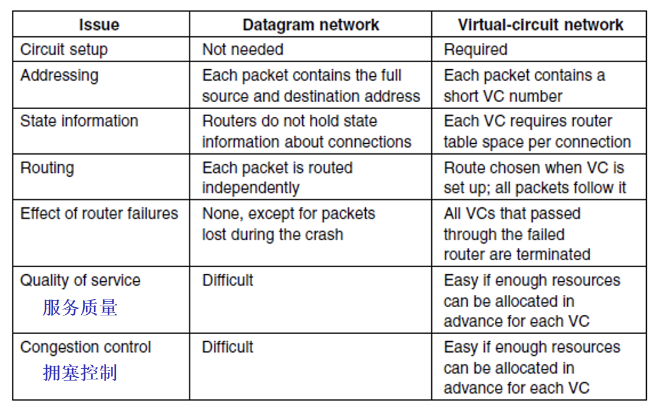 Issue Datagram network Virtual-circuit network
Circuit setup Not needed Required
Addressing Each packet contains the full Each packet contains a
source and destination address short VC number
State information Routers do not hold state Each VC requires router
information about connections table space per connection
Routing Each packet is routed Route chosen when VC is
independently set up; all packets follow it
Effect of router failures None, except for packets All VCs that passed
lost during the crash through the failed
router are terminated
Quality of service Difficult Easy if enough resources
服务质量 can be allocated in
advance for each VC
Congestion control Difficult Easy if enough resources
拥塞控制 can be allocated in
advance for each VC